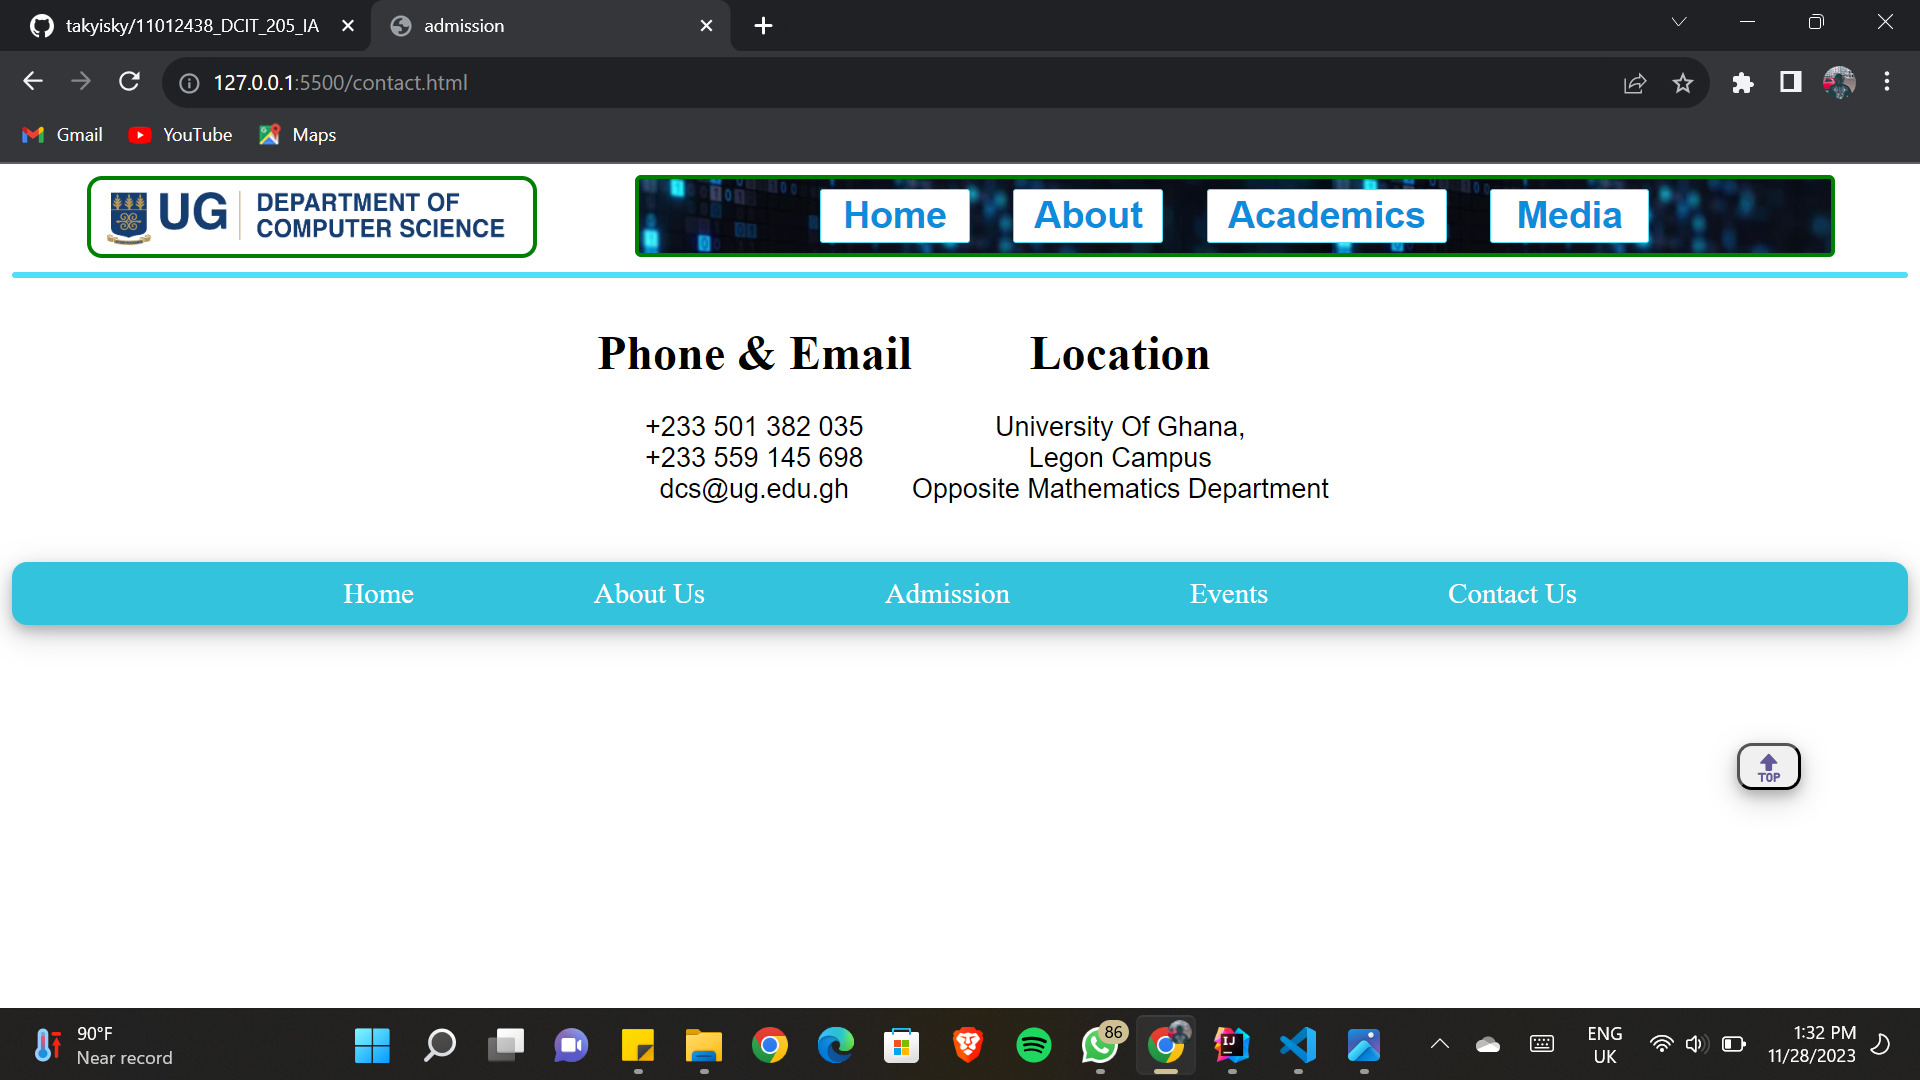 takyisky/11012438_DCIT_205_IA
admission
127.0.0.1:5500/contact.html
Gmail
YouTube
Maps
UG
DEPARTMENT OF
COMPUTER SCIENCE
Home
About
Academics
Media
Phone & Email
+233 501 382 035
+233 559 145 698
dcs@ug.edu.gh
Location
University Of Ghana,
Legon Campus
Opposite Mathematics Department
Home
About Us
Admission
Events
Contact Us
TOP
90°F
Near record
86
IJ
ENG
UK
1:32 PM
11/28/2023